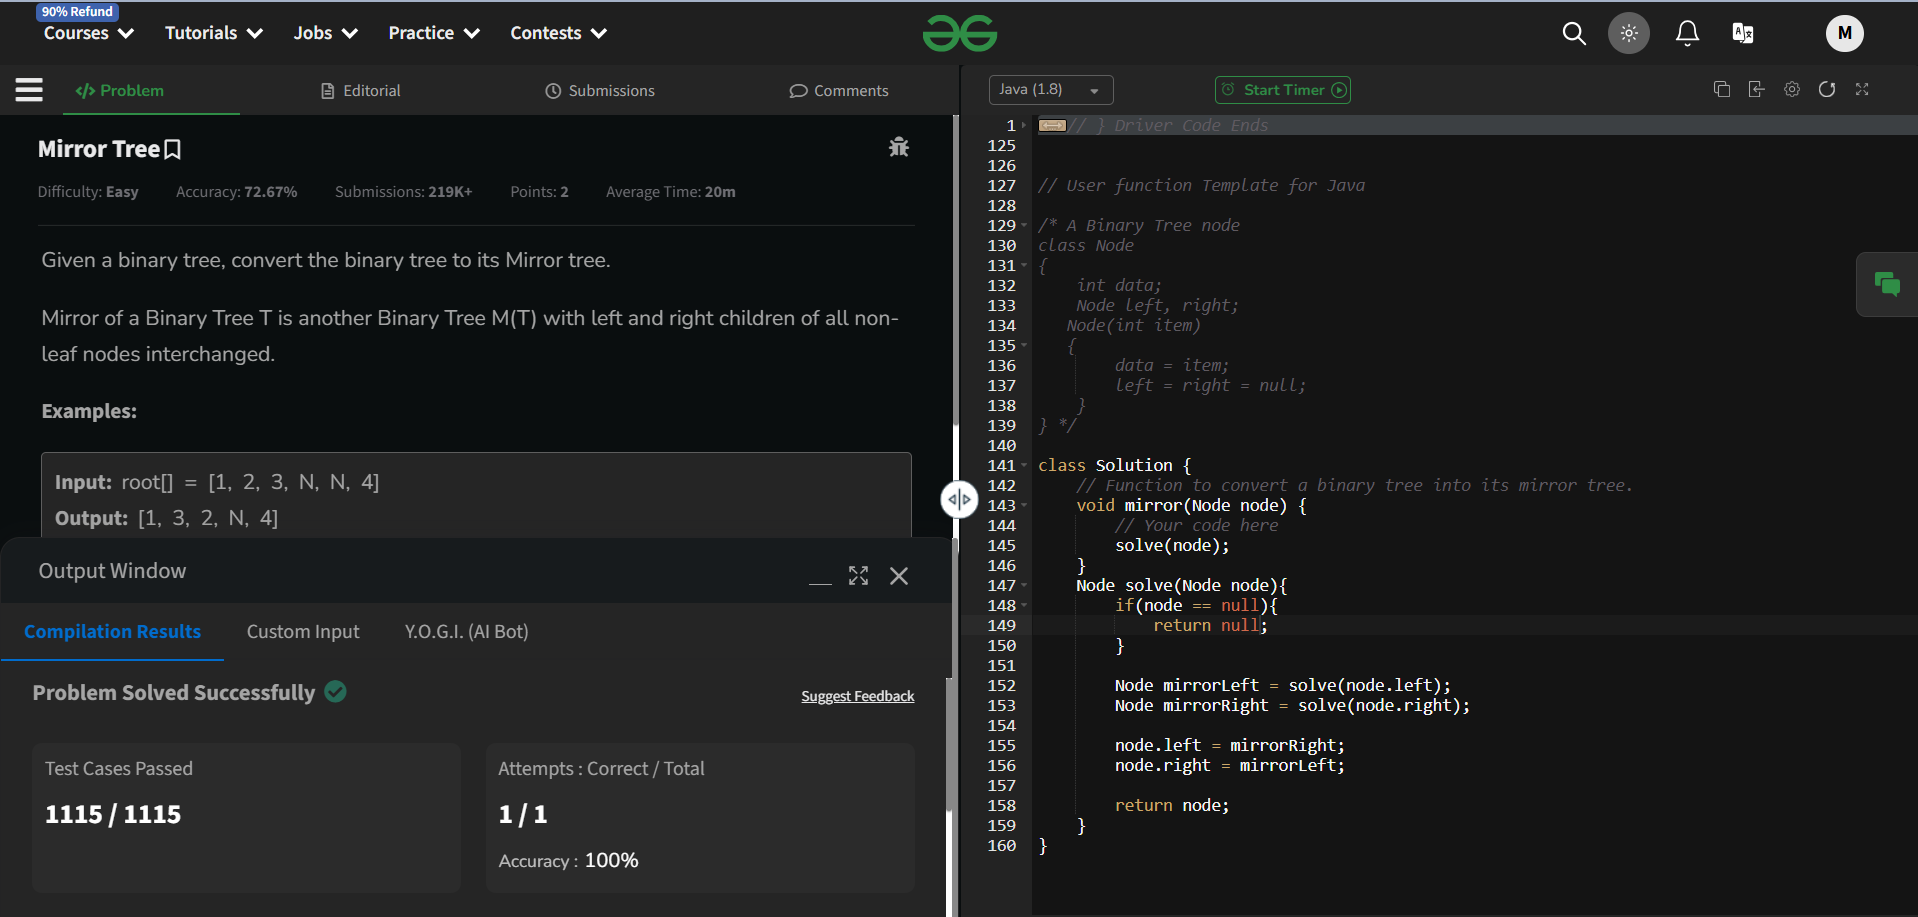 90% Refund
Courses Tutorials Jobs Practice Contests
M
</> Problem Editorial Submissions Comments
Mirror Tree
Difficulty: Easy Accuracy: 72.67% Submissions: 219K+ Points: 2 Average Time: 20m
Given a binary tree, convert the binary tree to its Mirror tree.
Mirror of a Binary Tree T is another Binary Tree M(T) with left and right children of all non-
leaf nodes interchanged.
Examples:
Input: root[] = [1, 2, 3, N, N, 4]
Output: [1, 3, 2, N, 4]
Output Window
Compilation Results Custom Input Y.O.G.I. (AI Bot)
Problem Solved Successfully
Suggest Feedback
Test Cases Passed
1115 / 1115
Attempts : Correct / Total
1 / 1
Accuracy : 100%
Java (1.8) Start Timer
1 // } Driver Code Ends
125
126
127 // User function Template for Java
128
129 /* A Binary Tree node
130 class Node
131 {
132 int data;
133 Node left, right;
134 Node(int item)
135 {
136 data = item;
137 left = right = null;
138 }
139 } */
140
141 class Solution {
142 // Function to convert a binary tree into its mirror tree.
143 void mirror(Node node) {
144 // Your code here
145 solve(node);
146 }
147 Node solve(Node node){
148 if(node == null){
149 return null;
150 }
151
152 Node mirrorLeft = solve(node.left);
153 Node mirrorRight = solve(node.right);
154
155 node.left = mirrorRight;
156 node.right = mirrorLeft;
157
158 return node;
159 }
160 }